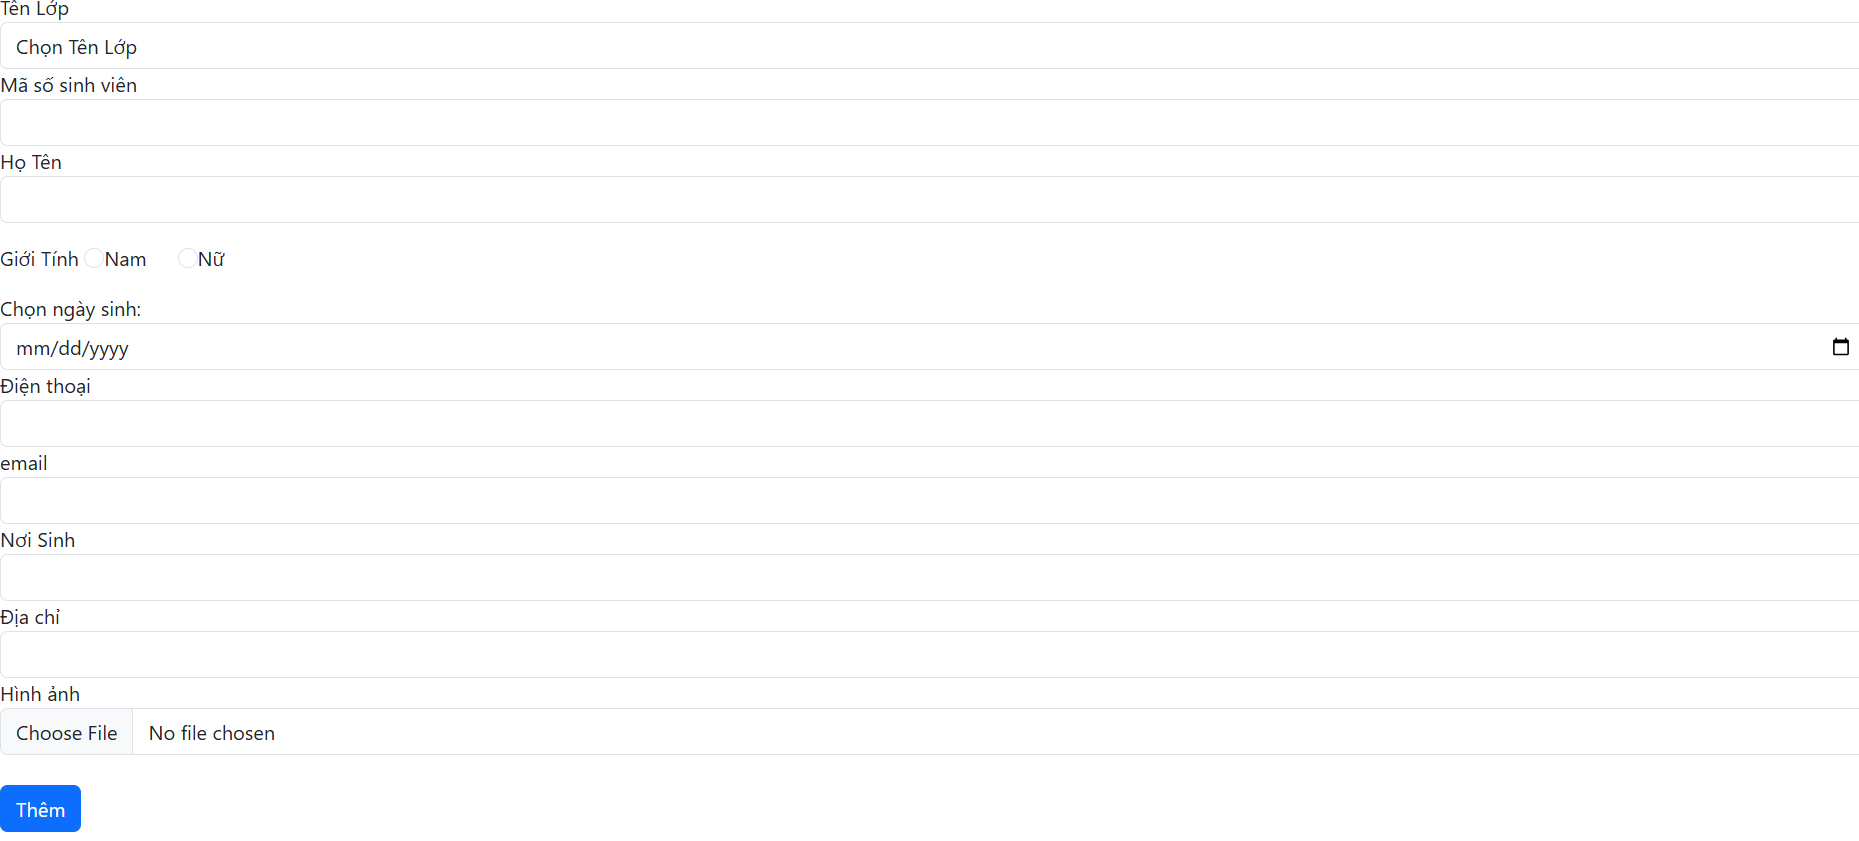 Tên Lớp
Chọn Tên Lớp
Mã số sinh viên
Họ Tên
Giới Tính Nam Nữ
Chọn ngày sinh:
mm/dd/yyyy
Điện thoại
email
Nơi Sinh
Địa chỉ
Hình ảnh
Choose File No file chosen
Thêm